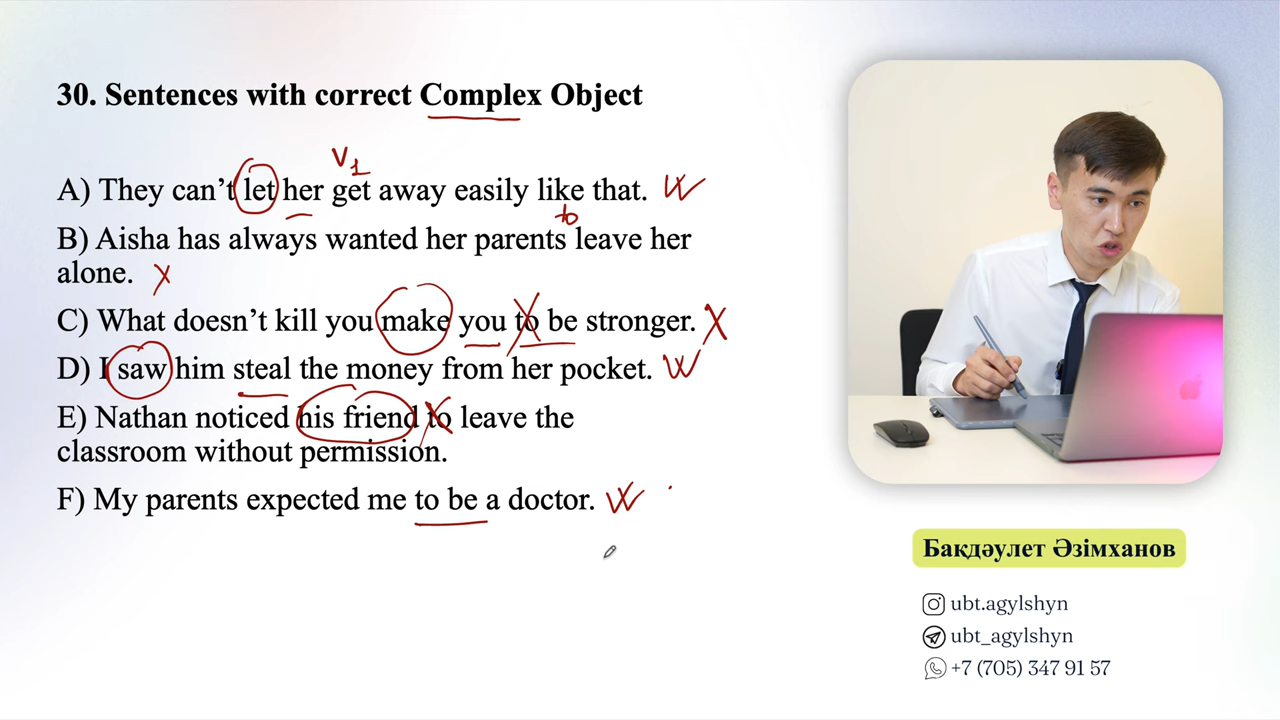 30. Sentences with correct Complex Object
V1
A) They can't let her get away easily like that.
to
B) Aisha has always wanted her parents leave her
alone. X
C) What doesn't kill you make you to be stronger. X
D) I saw him steal the money from her pocket.
E) Nathan noticed his friend to leave the
classroom without permission.
F) My parents expected me to be a doctor.
Бақдәулет Әзімханов
ubt.agylshyn
ubt_agylshyn
+7 (705) 347 91 57